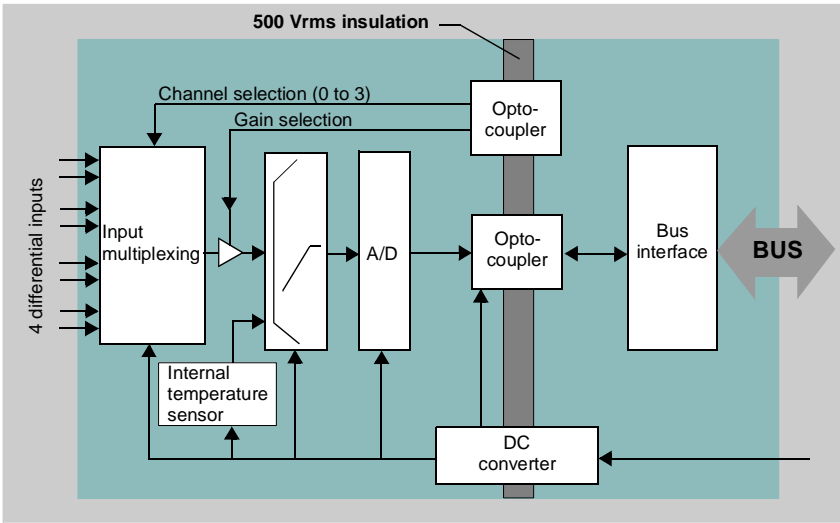 500 Vrms insulation
Channel selection (0 to 3)
Gain selection
Opto-
coupler
4 differential inputs
Input
multiplexing
A/D
Opto-
coupler
Bus
interface
BUS
Internal
temperature
sensor
DC
converter